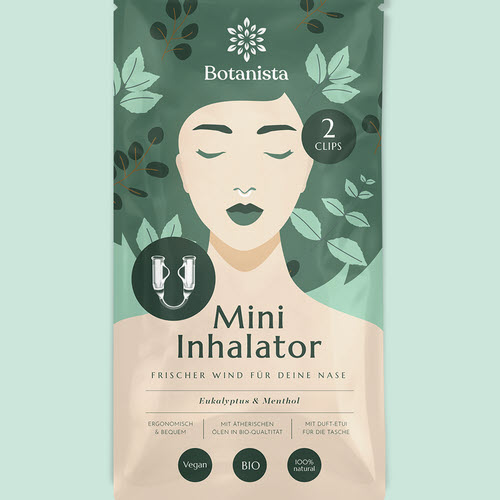 Botanista
2
CLIPS
Mini
Inhalator
FRISCHER WIND FÜR DEINE NASE
Eukalyptus & Menthol
ERGONOMISCH
& BEQUEM
MIT ÄTHERISCHEN
ÖLEN IN BIO-QUALTITÄT
MIT DUFT-ETUI
FÜR DIE TASCHE
Vegan
BIO
100%
natural